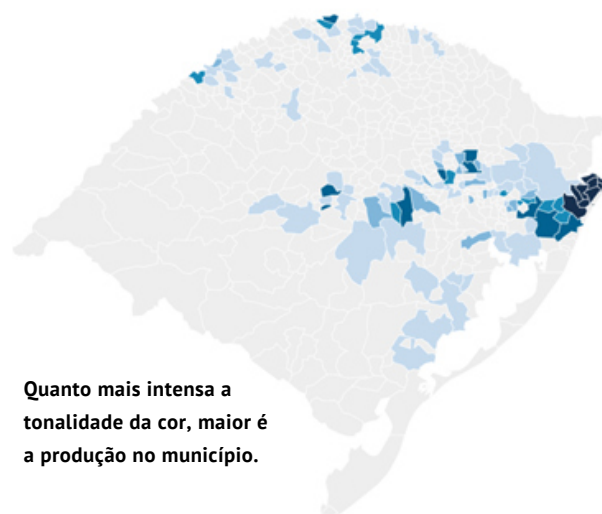 Quanto mais intensa a
tonalidade da cor, maior é
a produção no município.